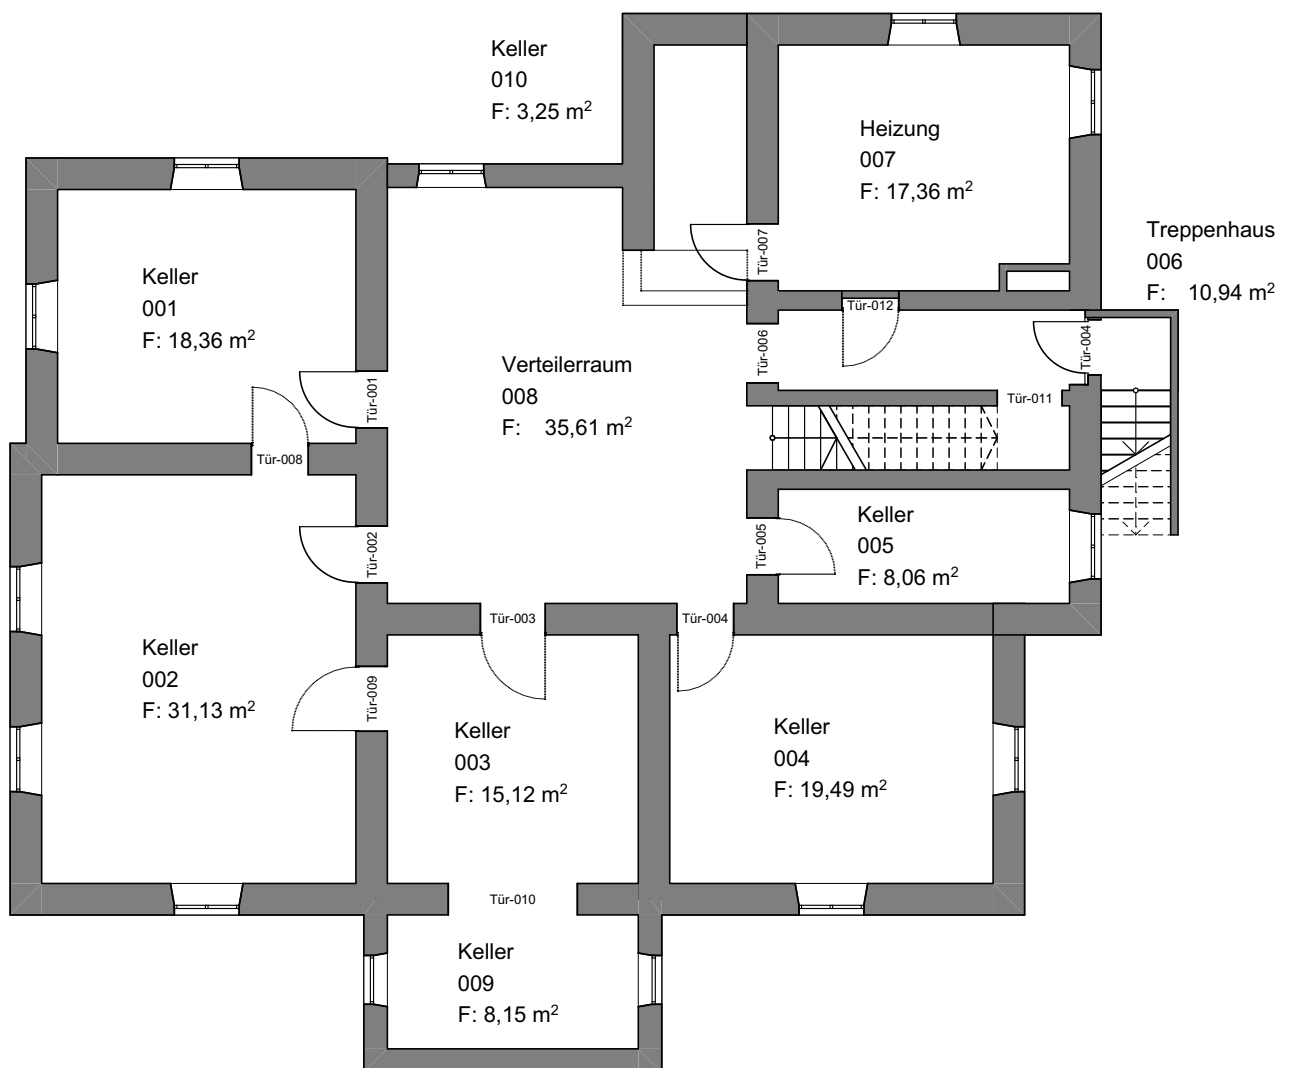 Keller
010
F: 3,25 m²
Heizung
007
F: 17,36 m²
Treppenhaus
006
F: 10,94 m²
Tür-007
Keller
001
F: 18,36 m²
Tür-012
Tür-006
Tür-004
Verteilerraum
008
F: 35,61 m²
Tür-001
Tür-011
Tür-008
Tür-002
Tür-005
Keller
005
F: 8,06 m²
Tür-003
Tür-004
Keller
002
F: 31,13 m²
Tür-009
Keller
003
F: 15,12 m²
Keller
004
F: 19,49 m²
Tür-010
Keller
009
F: 8,15 m²